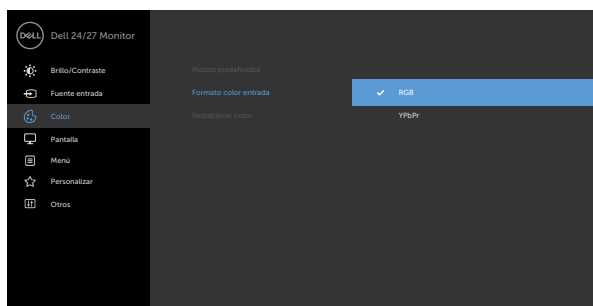 DELL Dell 24/27 Monitor
Brillo/Contraste
Modos predefinidos
Fuente entrada
Formato color entrada
RGB
Color
Restablecer color
YPbPr
Pantalla
Menú
Personalizar
Otros